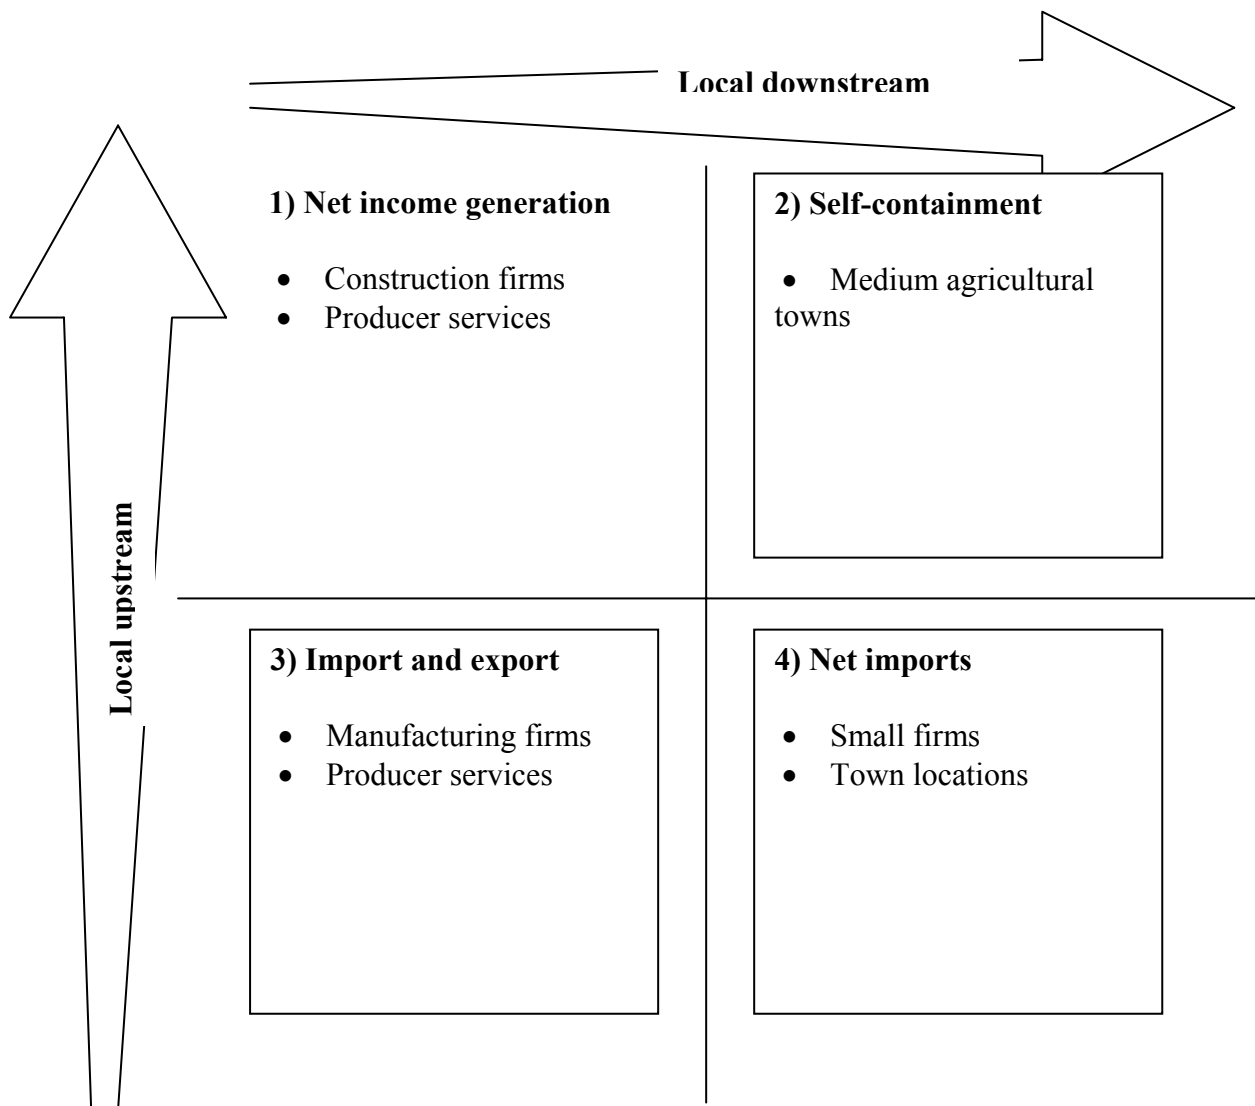 Local downstream
1) Net income generation
• Construction firms
• Producer services
2) Self-containment
• Medium agricultural
towns
Local upstream
3) Import and export
• Manufacturing firms
• Producer services
4) Net imports
• Small firms
• Town locations